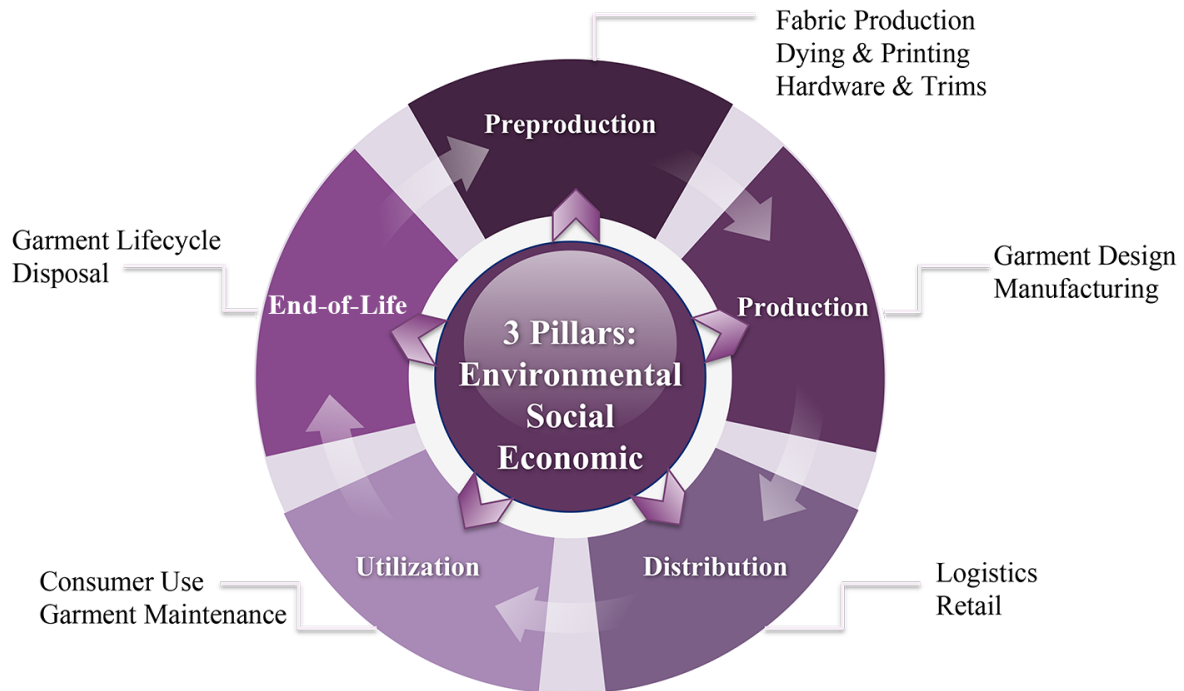 Fabric Production
Dying & Printing
Hardware & Trims
Preproduction
Garment Lifecycle
Disposal
End-of-Life
Production
Garment Design
Manufacturing
3 Pillars:
Environmental
Social
Economic
Utilization
Distribution
Consumer Use
Garment Maintenance
Logistics
Retail